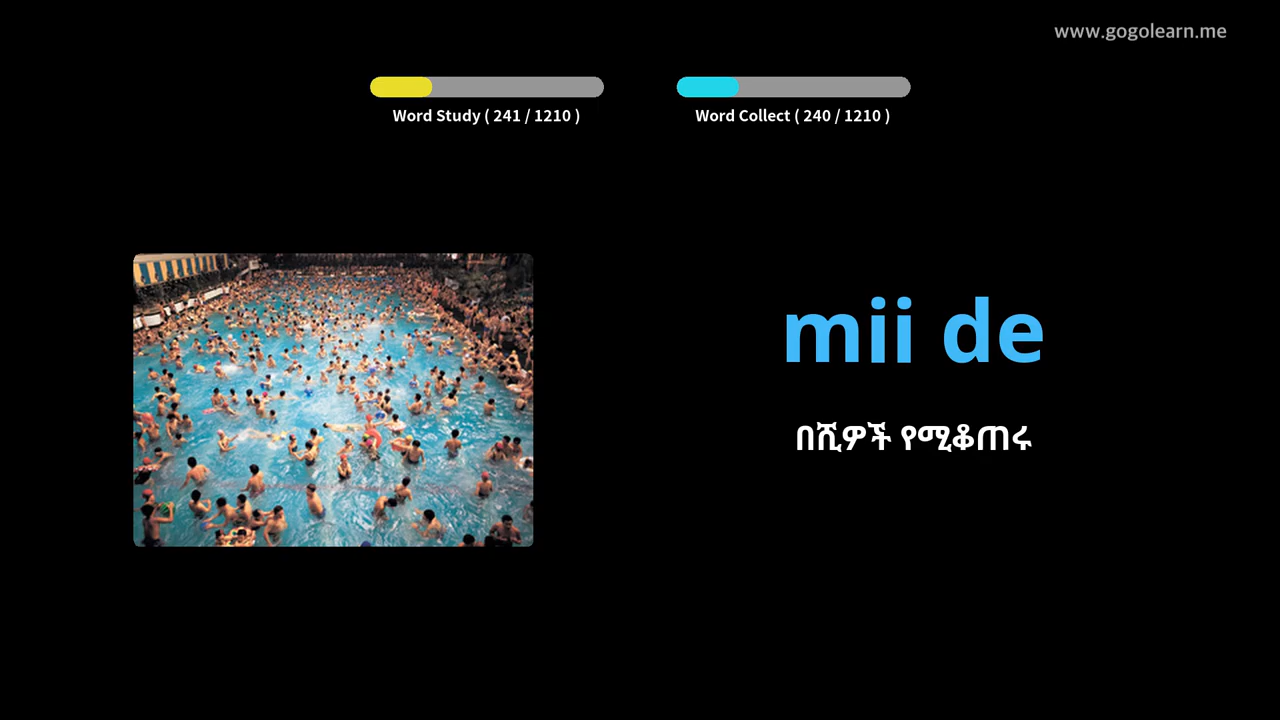 www.gogolearn.me
Word Study ( 241 / 1210 )
Word Collect ( 240 / 1210 )
mii de
በሺዎች የሚቆጠሩ